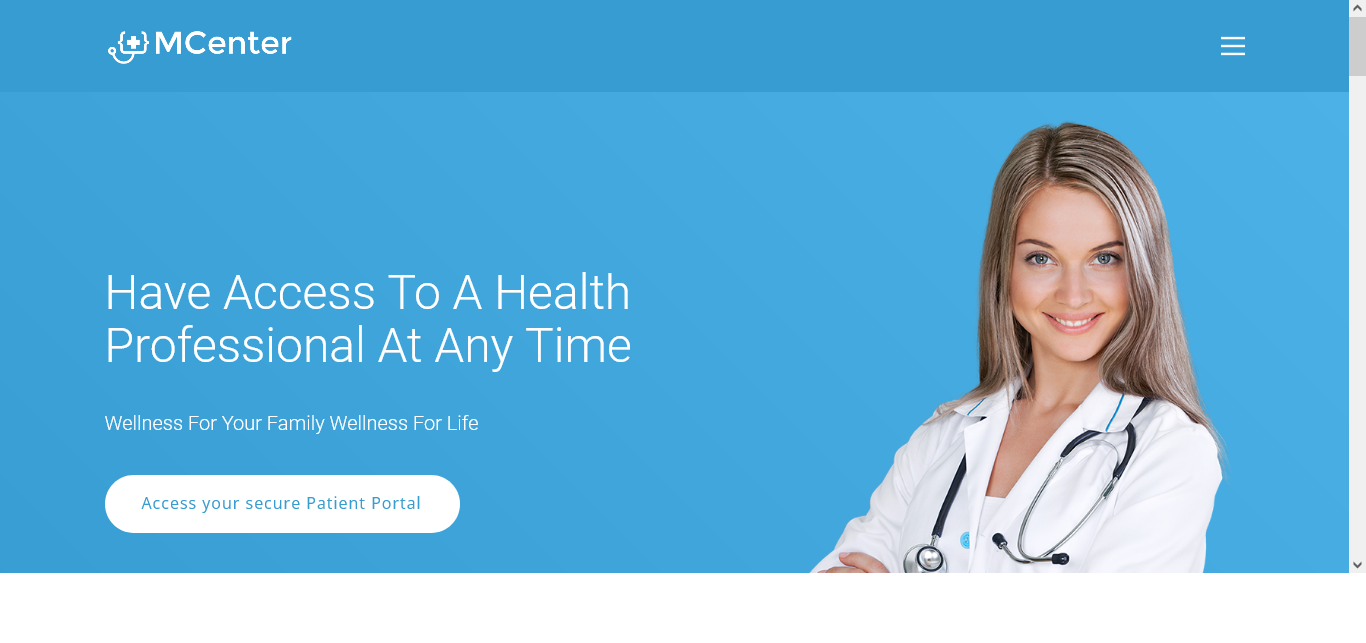 MCenter
Have Access To A Health
Professional At Any Time
Wellness For Your Family Wellness For Life
Access your secure Patient Portal